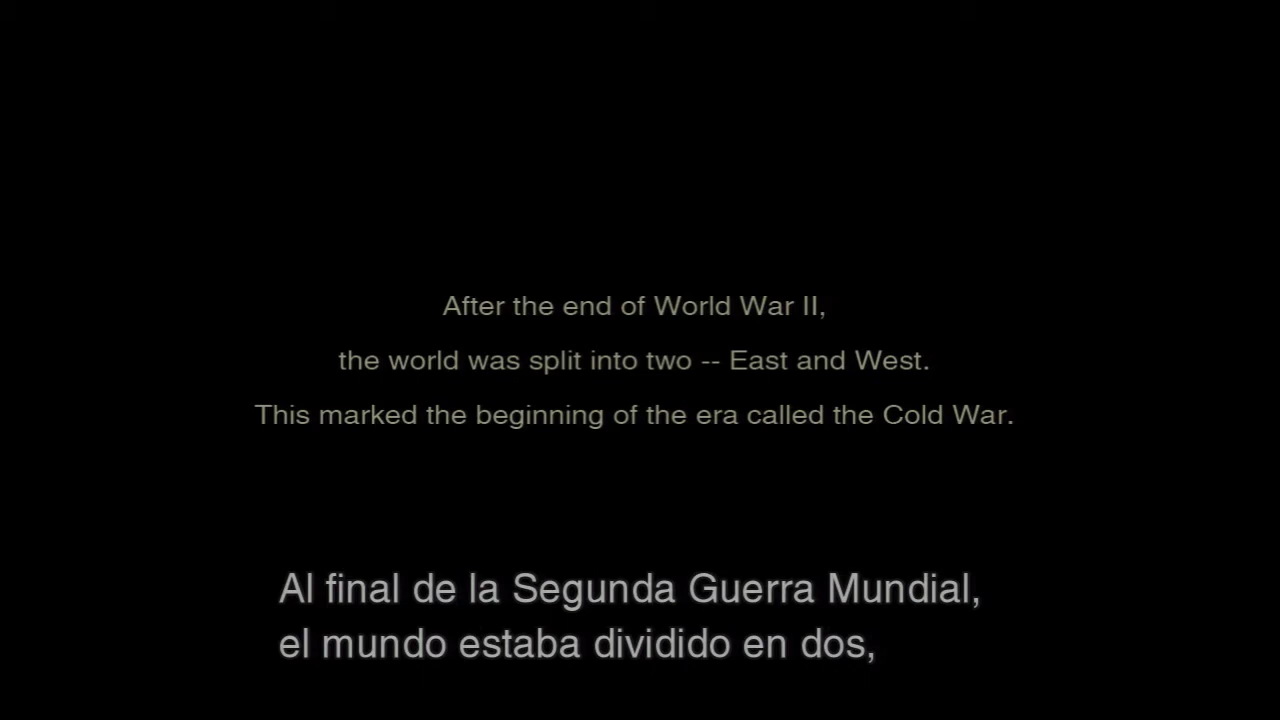 After the end of World War II,
the world was split into two -- East and West.
This marked the beginning of the era called the Cold War.
Al final de la Segunda Guerra Mundial,
el mundo estaba dividido en dos,